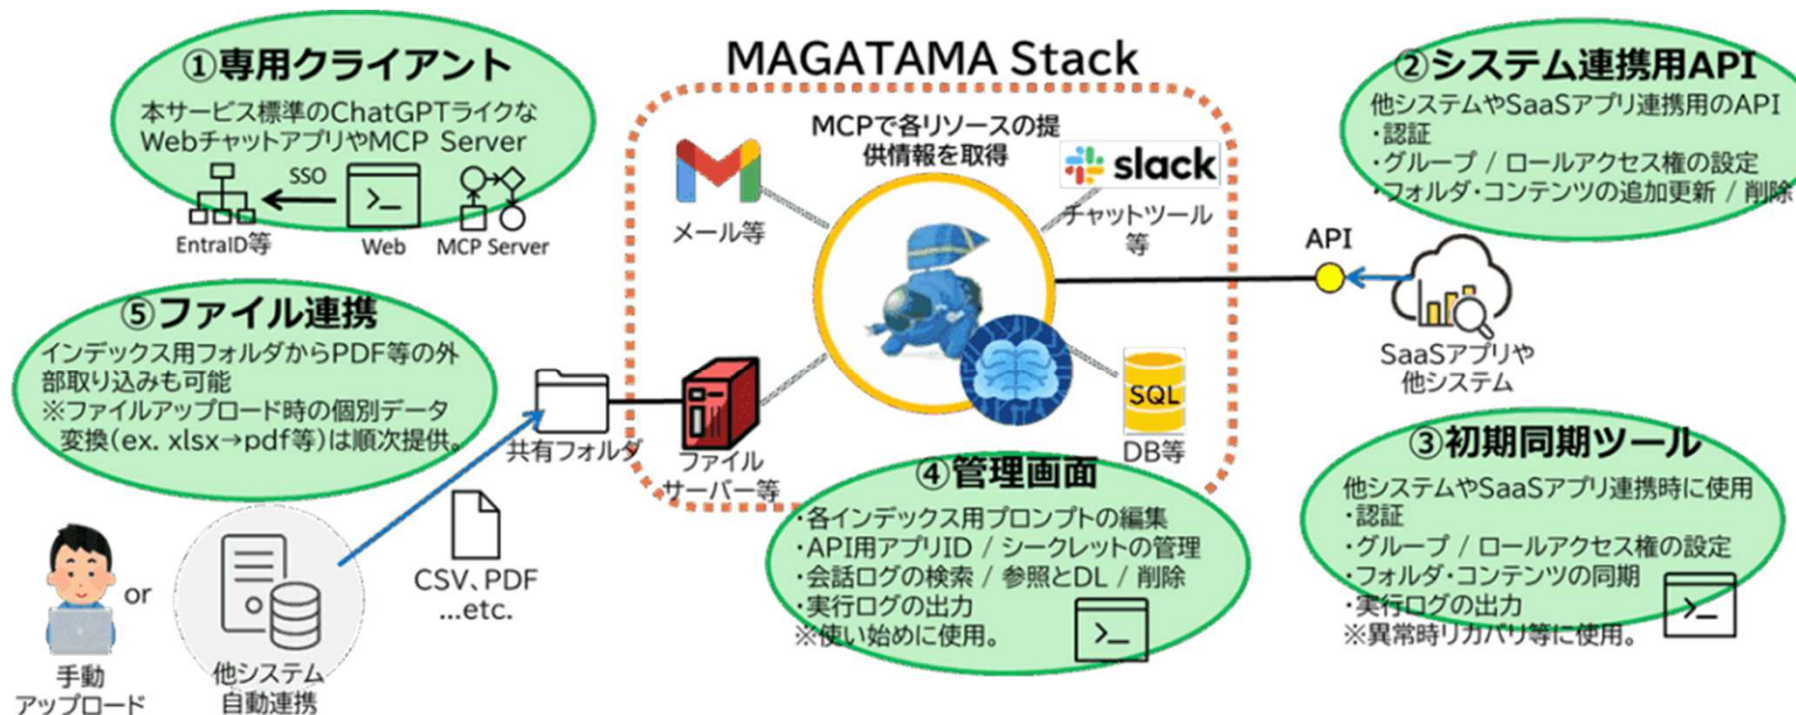 MAGATAMA Stack
①専用クライアント
本サービス標準のChatGPTライクな
WebチャットアプリやMCP Server
SSO
EntraID等
Web
MCP Server
②システム連携用API
他システムやSaaSアプリ連携用のAPI
・認証
・グループ / ロールアクセス権の設定
・フォルダ・コンテンツの追加更新 / 削除
MCPで各リソースの提
供情報を取得
メール等
slack
チャットツール
等
API
SaaSアプリや
他システム
⑤ファイル連携
インデックス用フォルダからPDF等の外
部取り込みも可能
※ファイルアップロード時の個別データ
変換(ex. xlsx→pdf等)は順次提供。
共有フォルダ
ファイル
サーバー等
SQL
DB等
CSV、PDF
...etc.
手動
アップロード
or
他システム
自動連携
④管理画面
・各インデックス用プロンプトの編集
・API用アプリID / シークレットの管理
・会話ログの検索 / 参照とDL / 削除
・実行ログの出力
※使い始めに使用。
③初期同期ツール
他システムやSaaSアプリ連携時に使用
・認証
・グループ / ロールアクセス権の設定
・フォルダ・コンテンツの同期
・実行ログの出力
※異常時リカバリ等に使用。